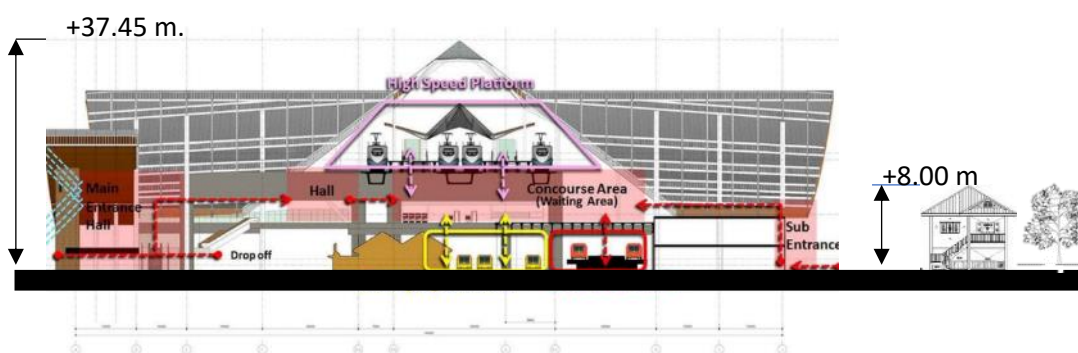 +37.45 m.
High Speed Platform
+8.00 m
Main
Entrance
Hall
Hall
Concourse Area
(Waiting Area)
Sub
Entrance
Drop off